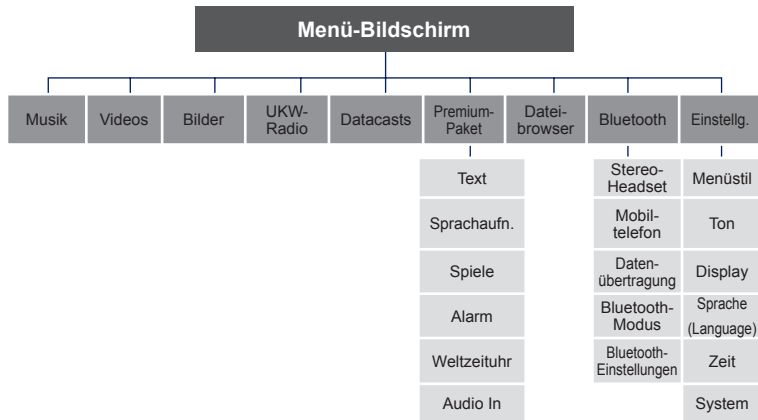 Menü-Bildschirm
Musik
Videos
Bilder
UKW-
Radio
Datacasts
Premium-
Paket
Datei-
browser
Bluetooth
Einstellg.
Text
Sprachaufn.
Spiele
Alarm
Weltzeituhr
Audio In
Stereo-
Headset
Mobil-
telefon
Daten-
übertragung
Bluetooth-
Modus
Bluetooth-
Einstellungen
Menüstil
Ton
Display
Sprache
(Language)
Zeit
System